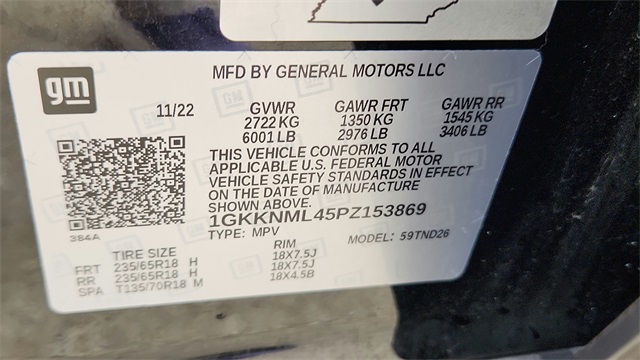 gm
MFD BY GENERAL MOTORS LLC
11/22 GVWR GAWR FRT GAWR RR
2722 KG 1350 KG 1545 KG
6001 LB 2976 LB 3406 LB
THIS VEHICLE CONFORMS TO ALL
APPLICABLE U.S. FEDERAL MOTOR
VEHICLE SAFETY STANDARDS IN EFFECT
ON THE DATE OF MANUFACTURE
SHOWN ABOVE.
1GKKNML45PZ153869
384A
TYPE: MPV MODEL: 59TND26
TIRE SIZE RIM
FRT 235/65R18 H 18X7.5J
RR 235/65R18 H 18X7.5J
SPA T135/70R18 M 18X4.5B